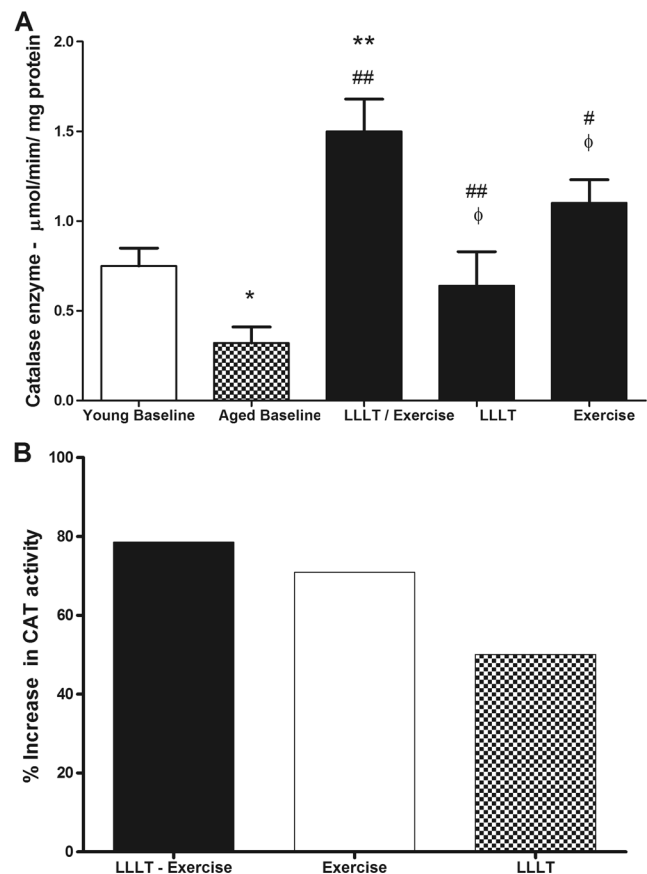 A
Catalase enzyme - μmol/mim/ mg protein
2.0
1.5
1.0
0.5
0.0
*
**
##
##
ϕ
#
ϕ
Young Baseline Aged Baseline LLLT / Exercise LLLT Exercise
B
% Increase in CAT activity
100
80
60
40
20
0
LLLT - Exercise Exercise LLLT